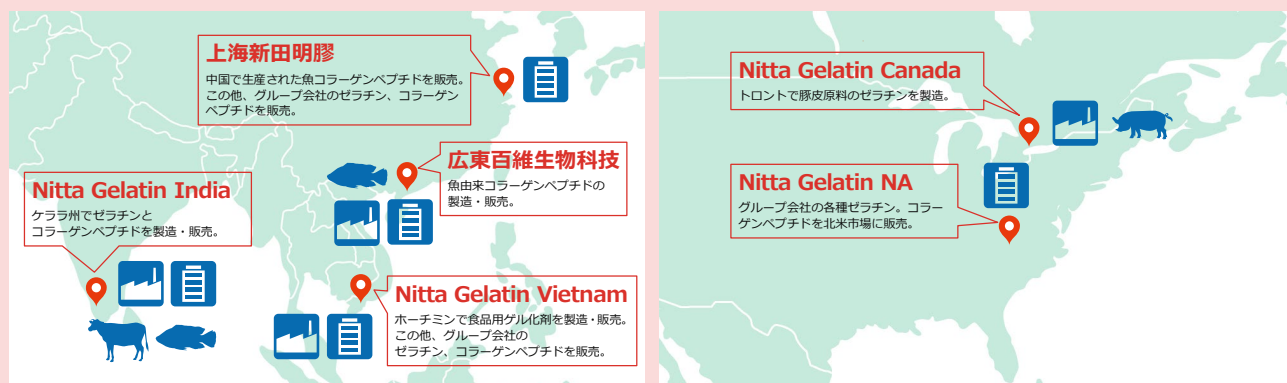 上海新田明膠
中国で生産された魚コラーゲンペプチドを販売。
この他、グループ会社のゼラチン、コラーゲン
ペプチドを販売。
広東百維生物科技
魚由来コラーゲンペプチドの
製造・販売。
Nitta Gelatin India
ケララ州でゼラチンと
コラーゲンペプチドを製造・販売。
Nitta Gelatin Vietnam
ホーチミンで食品用ゲル化剤を製造・販売。
この他、グループ会社の
ゼラチン、コラーゲンペプチドを販売。
Nitta Gelatin Canada
トロントで豚皮原料のゼラチンを製造。
Nitta Gelatin NA
グループ会社の各種ゼラチン。コラー
ゲンペプチドを北米市場に販売。